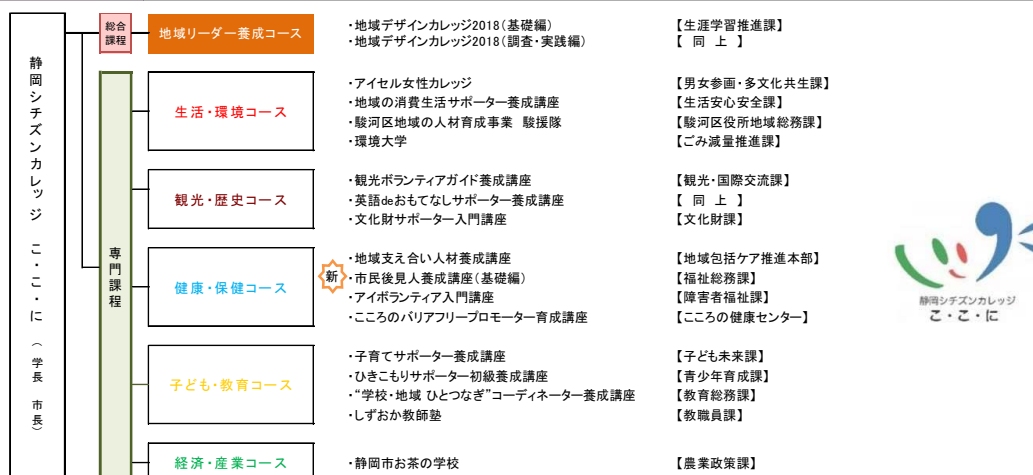 静岡シチズンカレッジ こ・こ・に (学長 市長)
総合
課程
地域リーダー養成コース
・地域デザインカレッジ2018(基礎編) 【生涯学習推進課】
・地域デザインカレッジ2018(調査・実践編) 【 同 上 】
専門課程
生活・環境コース
・アイセル女性カレッジ 【男女参画・多文化共生課】
・地域の消費生活サポーター養成講座 【生活安心安全課】
・駿河区地域の人材育成事業 駿援隊 【駿河区役所地域総務課】
・環境大学 【ごみ減量推進課】
観光・歴史コース
・観光ボランティアガイド養成講座 【観光・国際交流課】
・英語deおもてなしサポーター養成講座 【 同 上 】
・文化財サポーター入門講座 【文化財課】
健康・保健コース
・地域支え合い人材養成講座 【地域包括ケア推進本部】
新 ・市民後見人養成講座(基礎編) 【福祉総務課】
・アイボランティア入門講座 【障害者福祉課】
・こころのバリアフリープロモーター育成講座 【こころの健康センター】
静岡シチズンカレッジ
こ・こ・に
子ども・教育コース
・子育てサポーター養成講座 【子ども未来課】
・ひきこもりサポーター初級養成講座 【青少年育成課】
・“学校・地域 ひとつなぎ”コーディネーター養成講座 【教育総務課】
・しずおか教師塾 【教職員課】
経済・産業コース
・静岡市お茶の学校 【農業政策課】